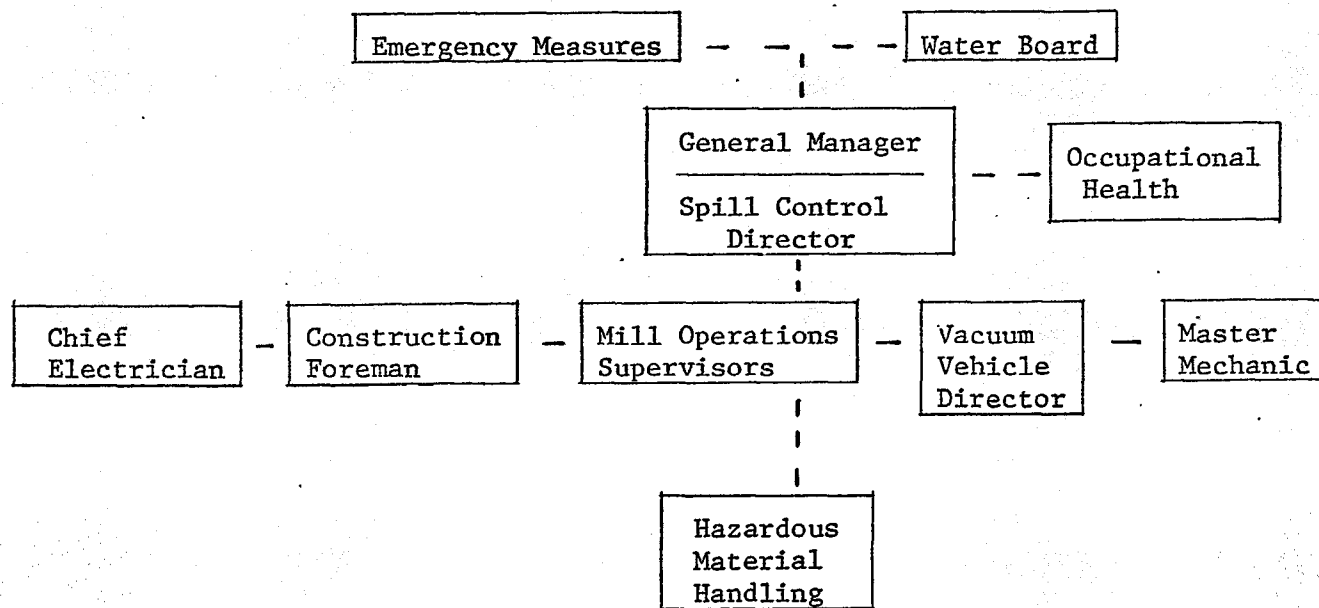 Emergency Measures
Water Board
General Manager
Spill Control
Director
Occupational
Health
Chief
Electrician
Construction
Foreman
Mill Operations
Supervisors
Vacuum
Vehicle
Director
Master
Mechanic
Hazardous
Material
Handling